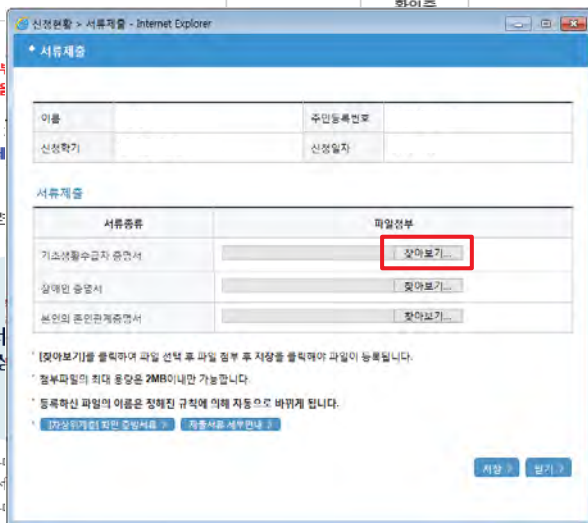 확인중
신청현황 > 서류제출 - Internet Explorer
서류제출
이름 주민등록번호
신청학기 신청일자
서류제출
서류종류 파일첨부
기초생활수급자 증명서 찾아보기...
장애인 증명서 찾아보기...
본인의 혼인관계증명서 찾아보기...
[찾아보기]를 클릭하여 파일 선택 후 파일 첨부 후 저장을 클릭해야 파일이 등록됩니다.
첨부파일의 최대 용량은 2MB이내만 가능합니다.
등록하신 파일의 이름은 정해진 규칙에 의해 자동으로 바뀌게 됩니다.
[차상위계층] 확인 증빙서류 > 제출서류 세부안내 >
저장 > 닫기 >